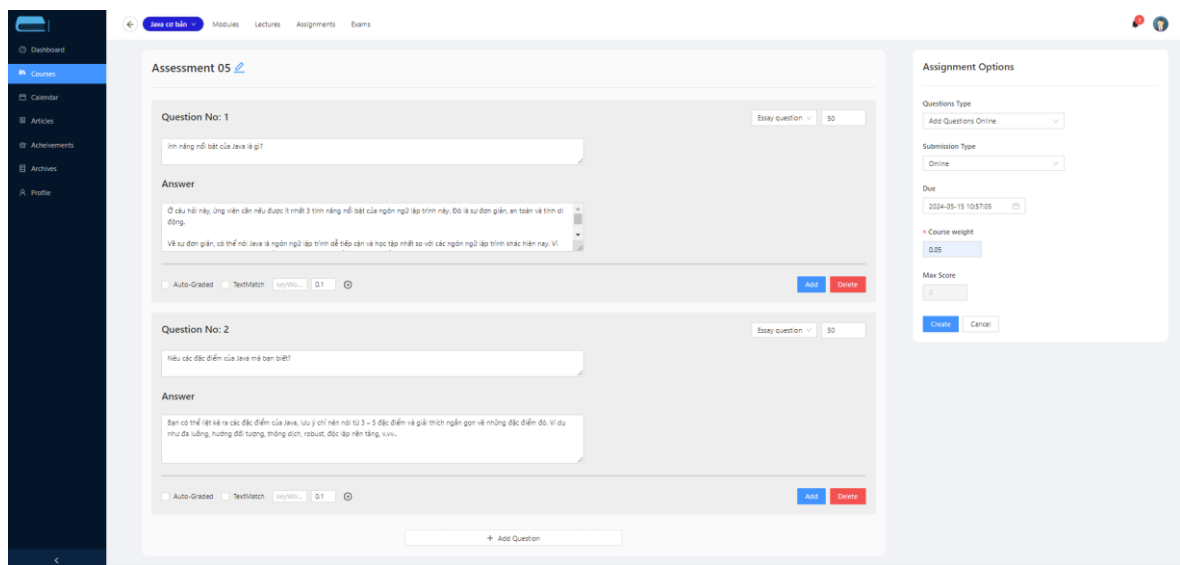 Java cơ bản
Modules
Lectures
Assignments
Exams
1
Dashboard
Courses
Calendar
Articles
Acheivements
Archives
Profile
Assessment 05
Question No: 1
Essay question
50
ính năng nổi bật của Java là gì?
Answer
Ở câu hỏi này, ứng viên cần nêu được ít nhất 3 tính năng nổi bật của ngôn ngữ lập trình này. Đó là sự đơn giản, an toàn và tính di
động.
Về sự đơn giản, có thể nói Java là ngôn ngữ lập trình dễ tiếp cận và học tập nhất so với các ngôn ngữ lập trình khác hiện nay. Vì
Auto-Graded
TextMatch
keyWo...
0.1
Add
Delete
Question No: 2
Essay question
50
Nêu các đặc điểm của Java mà bạn biết?
Answer
Bạn có thể liệt kê ra các đặc điểm của Java, lưu ý chỉ nên nói từ 3 – 5 đặc điểm và giải thích ngắn gọn về những đặc điểm đó. Ví dụ
như đa luồng, hướng đối tượng, thông dịch, robust, độc lập nền tảng, v.vv..
Auto-Graded
TextMatch
keyWo...
0.1
Add
Delete
+ Add Question
Assignment Options
Questions Type
Add Questions Online
Submission Type
Online
Due
2024-05-15 10:57:05
* Course weight
0.05
Max Score
Create
Cancel